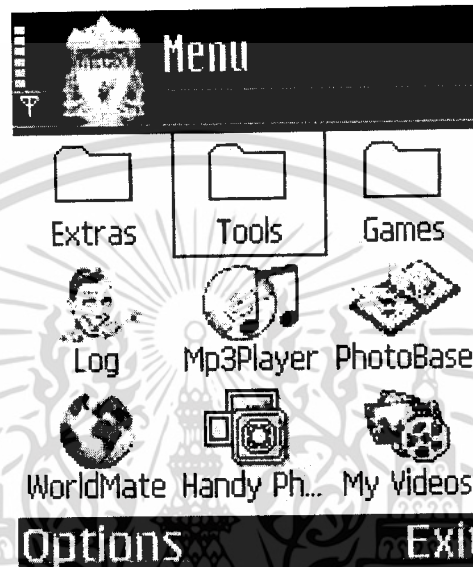 Menu
Extras Tools Games
Log Mp3Player PhotoBase
WorldMate Handy Ph... My Videos
Options Exit